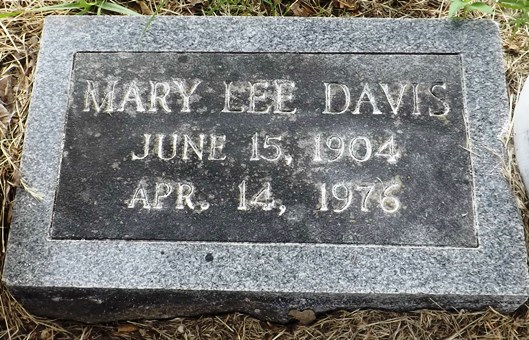 MARY LEE DAVIS
JUNE 15, 1904
APR. 14, 1976